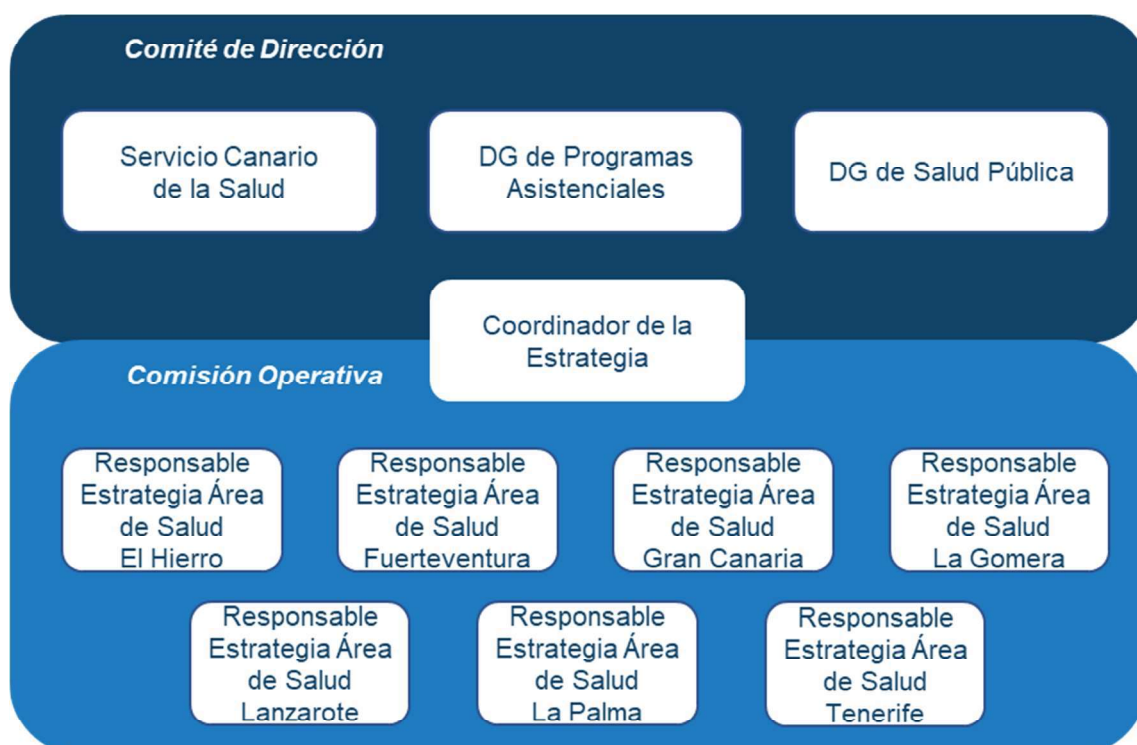 Comité de Dirección
Servicio Canario
de la Salud
DG de Programas
Asistenciales
DG de Salud Pública
Coordinador de la
Estrategia
Comisión Operativa
Responsable
Estrategia Área
de Salud
El Hierro
Responsable
Estrategia Área
de Salud
Fuerteventura
Responsable
Estrategia Área
de Salud
Gran Canaria
Responsable
Estrategia Área
de Salud
La Gomera
Responsable
Estrategia Área
de Salud
Lanzarote
Responsable
Estrategia Área
de Salud
La Palma
Responsable
Estrategia Área
de Salud
Tenerife